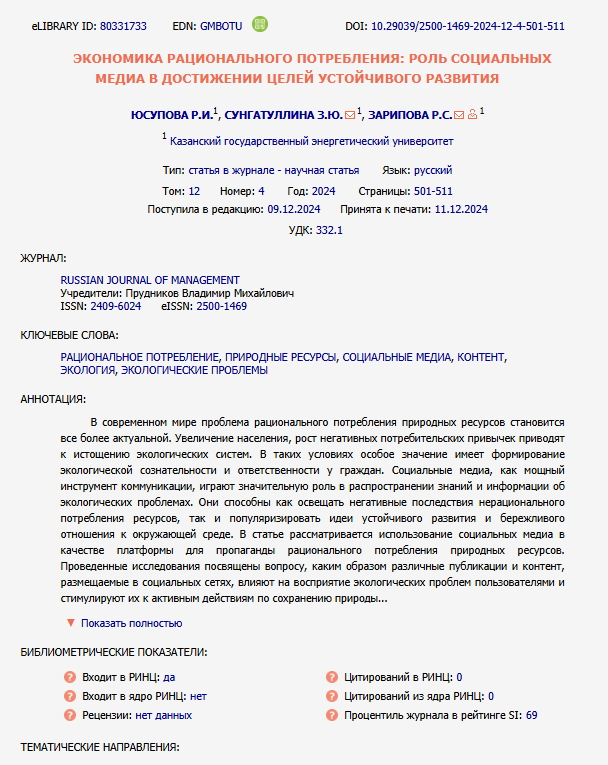 eLIBRARY ID: 80331733 EDN: GMBOTU DOI: 10.29039/2500-1469-2024-12-4-501-511
ЭКОНОМИКА РАЦИОНАЛЬНОГО ПОТРЕБЛЕНИЯ: РОЛЬ СОЦИАЛЬНЫХ
МЕДИА В ДОСТИЖЕНИИ ЦЕЛЕЙ УСТОЙЧИВОГО РАЗВИТИЯ
ЮСУПОВА Р.И.1, СУНГАТУЛЛИНА З.Ю. 1, ЗАРИПОВА Р.С. 1
1 Казанский государственный энергетический университет
Тип: статья в журнале - научная статья Язык: русский
Том: 12 Номер: 4 Год: 2024 Страницы: 501-511
Поступила в редакцию: 09.12.2024 Принята к печати: 11.12.2024
УДК: 332.1
ЖУРНАЛ:
RUSSIAN JOURNAL OF MANAGEMENT
Учредители: Прудников Владимир Михайлович
ISSN: 2409-6024 eISSN: 2500-1469
КЛЮЧЕВЫЕ СЛОВА:
РАЦИОНАЛЬНОЕ ПОТРЕБЛЕНИЕ, ПРИРОДНЫЕ РЕСУРСЫ, СОЦИАЛЬНЫЕ МЕДИА, КОНТЕНТ,
ЭКОЛОГИЯ, ЭКОЛОГИЧЕСКИЕ ПРОБЛЕМЫ
АННОТАЦИЯ:
В современном мире проблема рационального потребления природных ресурсов становится
все более актуальной. Увеличение населения, рост негативных потребительских привычек приводят
к истощению экологических систем. В таких условиях особое значение имеет формирование
экологической сознательности и ответственности у граждан. Социальные медиа, как мощный
инструмент коммуникации, играют значительную роль в распространении знаний и информации об
экологических проблемах. Они способны как освещать негативные последствия нерационального
потребления ресурсов, так и популяризировать идеи устойчивого развития и бережливого
отношения к окружающей среде. В статье рассматривается использование социальных медиа в
качестве платформы для пропаганды рационального потребления природных ресурсов.
Проведенные исследования посвящены вопросу, каким образом различные публикации и контент,
размещаемые в социальных сетях, влияют на восприятие экологических проблем пользователями и
стимулируют их к активным действиям по сохранению природы...
▼ Показать полностью
БИБЛИОМЕТРИЧЕСКИЕ ПОКАЗАТЕЛИ:
? Входит в РИНЦ: да ? Цитирований в РИНЦ: 0
? Входит в ядро РИНЦ: нет ? Цитирований из ядра РИНЦ: 0
? Рецензии: нет данных ? Процентиль журнала в рейтинге SI: 69
ТЕМАТИЧЕСКИЕ НАПРАВЛЕНИЯ: